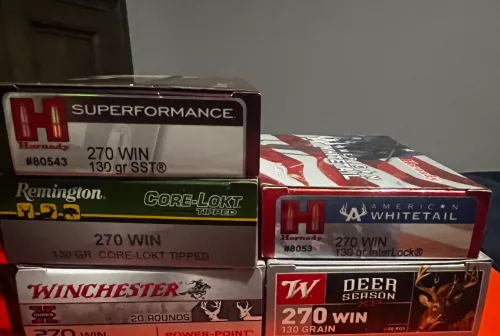 H
Hornady
#80543
SUPERFORMANCE
270 WIN
130 gr SST®
Remington
CORE-LOKT
TIPPED
270 WIN
130 GR CORE-LOKT TIPPED
WINCHESTER
20 ROUNDS
270 WIN
POWER-POINT
H
Hornady
#8053
AMERICAN
WHITETAIL
270 WIN
130 gr InterLock®
W
DEER
SEASON
270 WIN
130 GRAIN